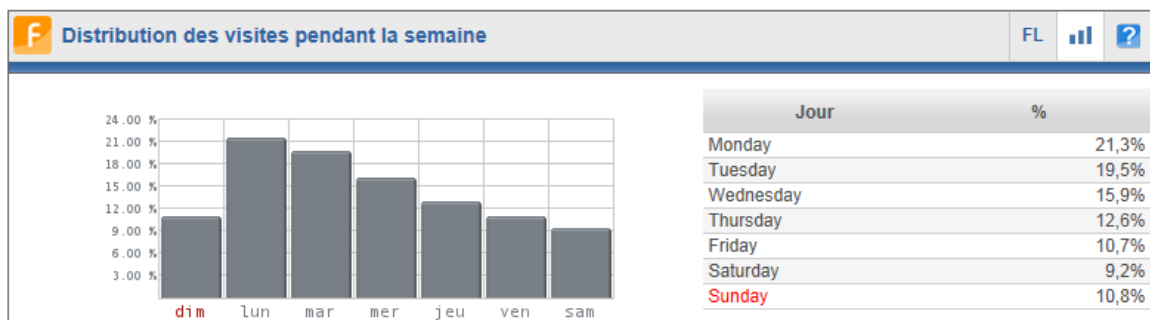 Distribution des visites pendant la semaine FL ?
24.00 %
21.00 %
18.00 %
15.00 %
12.00 %
9.00 %
6.00 %
3.00 %
dim lun mar mer jeu ven sam
Jour %
Monday 21,3%
Tuesday 19,5%
Wednesday 15,9%
Thursday 12,6%
Friday 10,7%
Saturday 9,2%
Sunday 10,8%